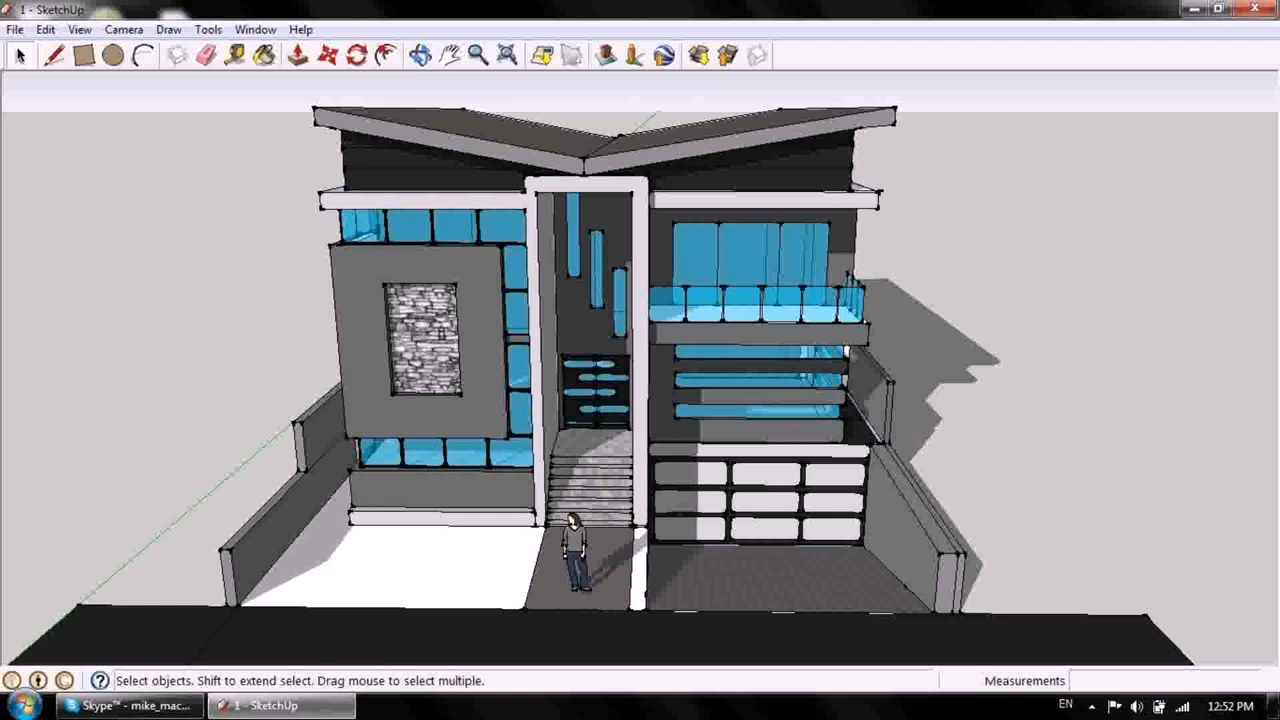 1 - SketchUp
File Edit View Camera Draw Tools Window Help
Select objects. Shift to extend select. Drag mouse to select multiple.
Measurements
Skype™ - mike_mac...
1 - SketchUp
EN
12:52 PM